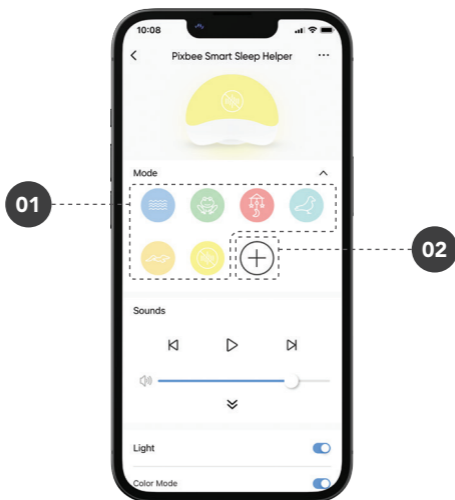 10:08
Pixbee Smart Sleep Helper
Mode
01
02
Sounds
Light
Color Mode